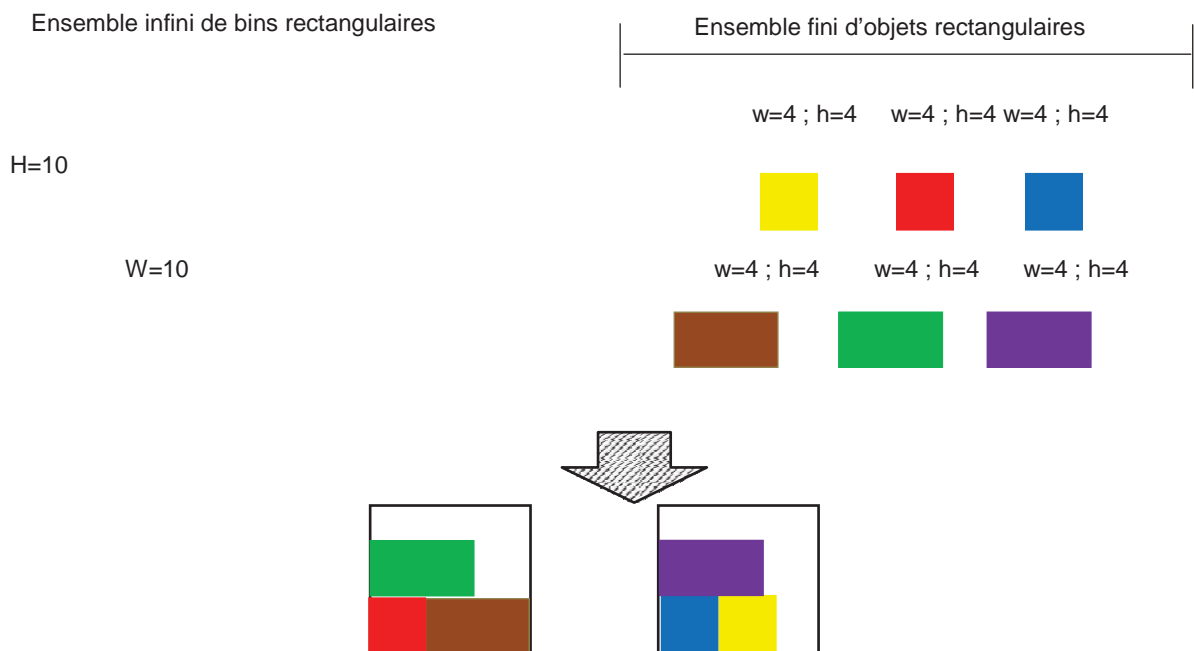 Ensemble infini de bins rectangulaires
Ensemble fini d’objets rectangulaires
w=4 ; h=4 w=4 ; h=4 w=4 ; h=4
H=10
W=10
w=4 ; h=4 w=4 ; h=4 w=4 ; h=4